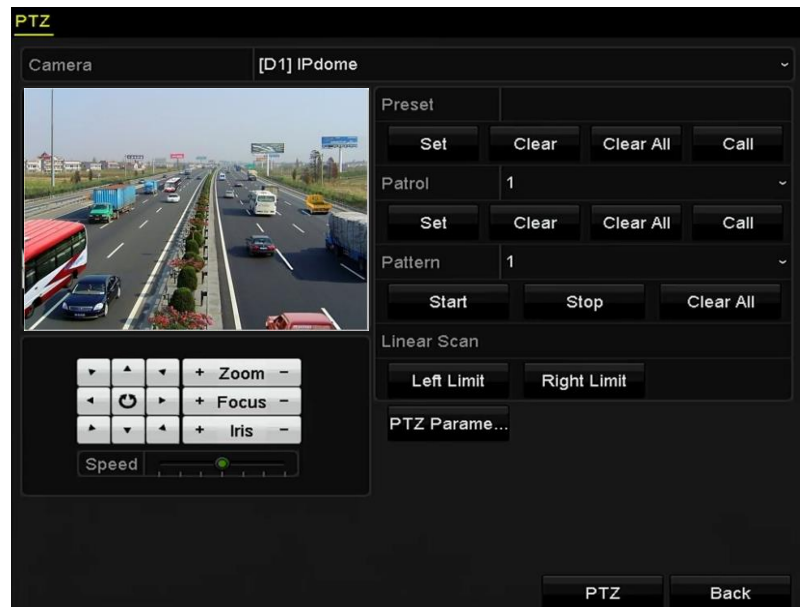 PTZ
Camera [D1] IPdome
Preset
Set Clear Clear All Call
Patrol 1
Set Clear Clear All Call
Pattern 1
Start Stop Clear All
Linear Scan
Left Limit Right Limit
PTZ Parame...
+ Zoom -
+ Focus -
+ Iris -
Speed
PTZ Back